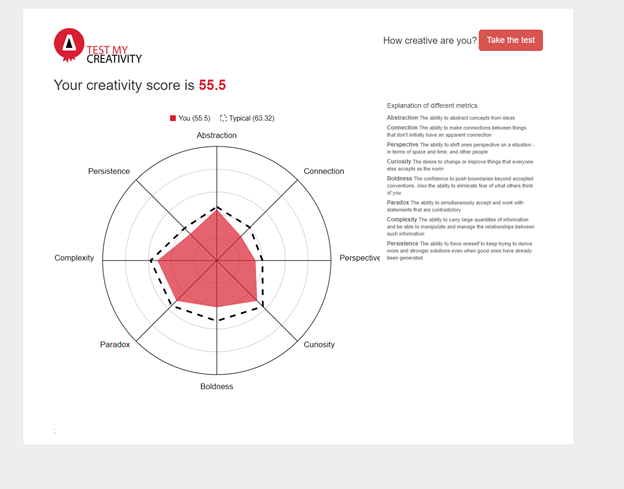 TEST MY
CREATIVITY
How creative are you?
Take the test
Your creativity score is 55.5
You (55.5)
Typical (63.32)
Abstraction
Connection
Perspective
Curiosity
Boldness
Paradox
Complexity
Persistence
Explanation of different metrics
Abstraction The ability to abstract concepts from ideas
Connection The ability to make connections between things
that don't initially have an apparent connection
Perspective The ability to shift ones perspective on a situation -
in terms of space and time, and other people
Curiosity The desire to change or improve things that everyone
else accepts as the norm
Boldness The confidence to push boundaries beyond accepted
conventions. Also the ability to eliminate fear of what others think
of you
Paradox The ability to simultaneously accept and work with
statements that are contradictory
Complexity The ability to carry large quantities of information
and be able to manipulate and manage the relationships between
such information
Persistence The ability to force oneself to keep trying to derive
more and stronger solutions even when good ones have already
been generated
;